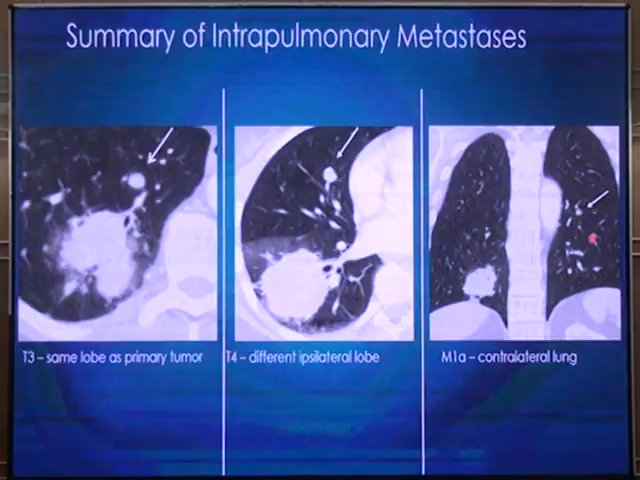 Summary of Intrapulmonary Metastases
T3 – same lobe as primary tumor
T4 – different ipsilateral lobe
M1a – contralateral lung